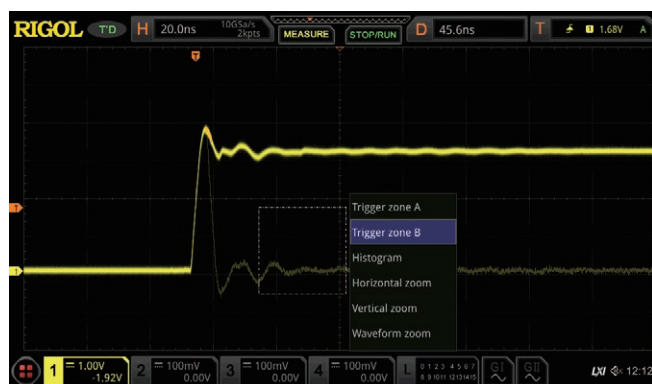 RIGOL T'D H 20.0ns 10GSa/s 2kpts MEASURE STOP/RUN D 45.6ns T 1 1.68V A
T
T
Trigger zone A
Trigger zone B
Histogram
Horizontal zoom
Vertical zoom
Waveform zoom
1 1.00V -1.92V 2 100mV 0.00V 3 100mV 0.00V 4 100mV 0.00V L 0 1 2 3 4 5 6 7 8 9 10 11 12 13 14 15 GI GII LXI 12:12